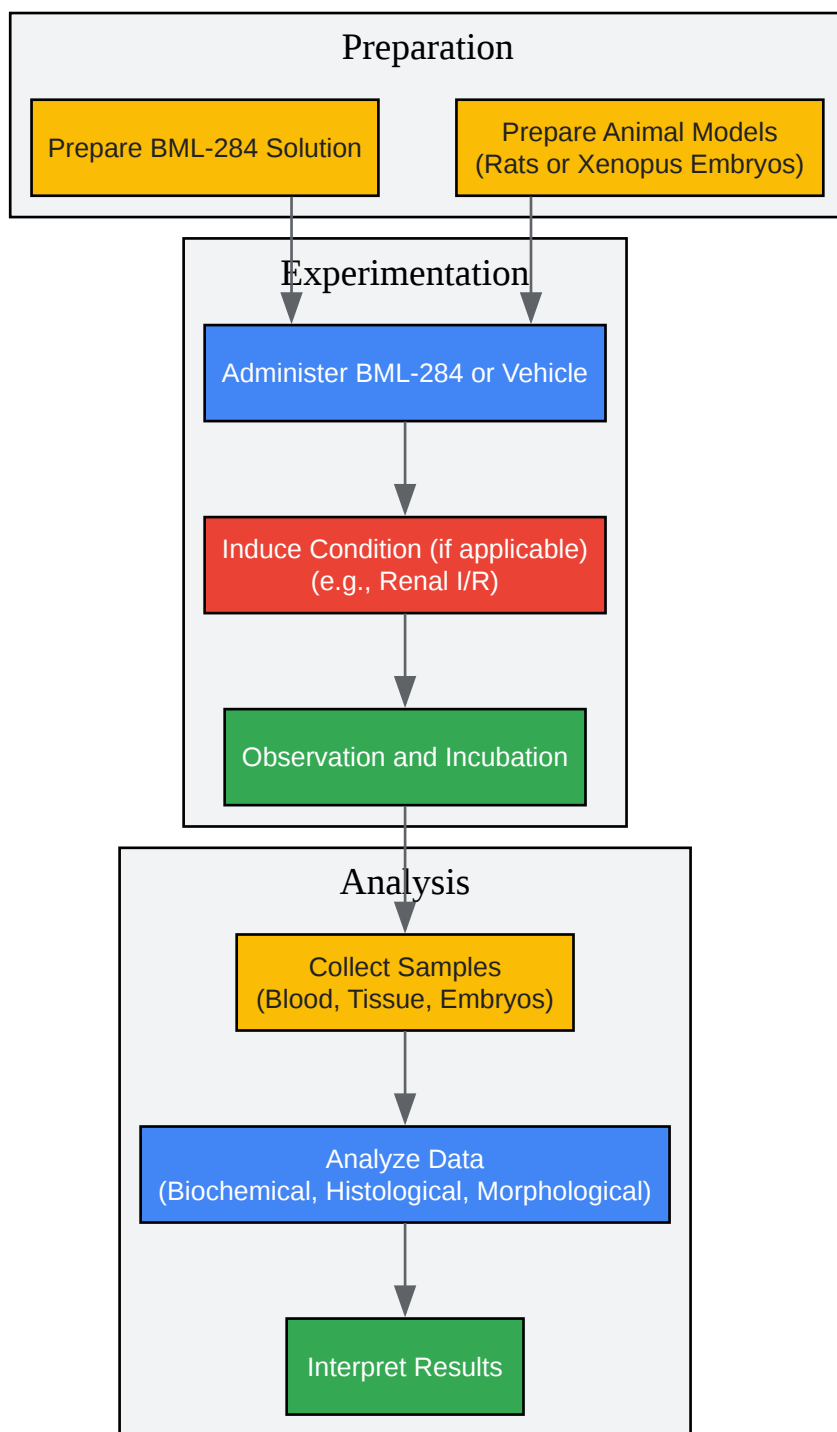 Preparation
Prepare BML-284 Solution
Prepare Animal Models
(Rats or Xenopus Embryos)
Experimentation
Administer BML-284 or Vehicle
Induce Condition (if applicable)
(e.g., Renal I/R)
Observation and Incubation
Analysis
Collect Samples
(Blood, Tissue, Embryos)
Analyze Data
(Biochemical, Histological, Morphological)
Interpret Results